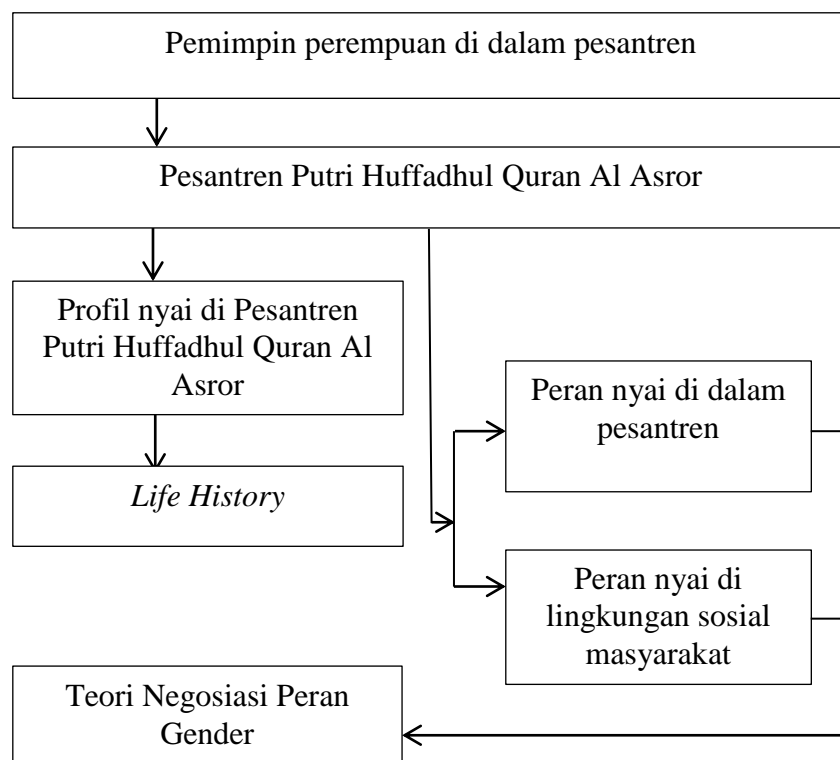 Pemimpin perempuan di dalam pesantren
Pesantren Putri Huffadhul Quran Al Asror
Profil nyai di Pesantren
Putri Huffadhul Quran Al
Asror
Life History
Peran nyai di dalam
pesantren
Peran nyai di
lingkungan sosial
masyarakat
Teori Negosiasi Peran
Gender